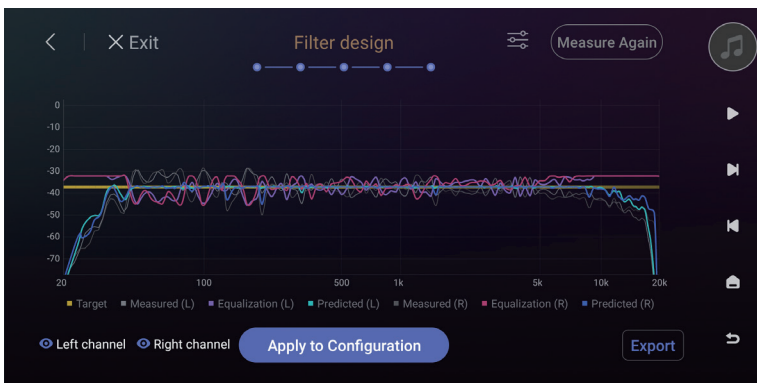 Exit
Filter design
Measure Again
0
-10
-20
-30
-40
-50
-60
-70
20 100 500 1k 5k 10k 20k
Target Measured (L) Equalization (L) Predicted (L) Measured (R) Equalization (R) Predicted (R)
Left channel Right channel Apply to Configuration Export